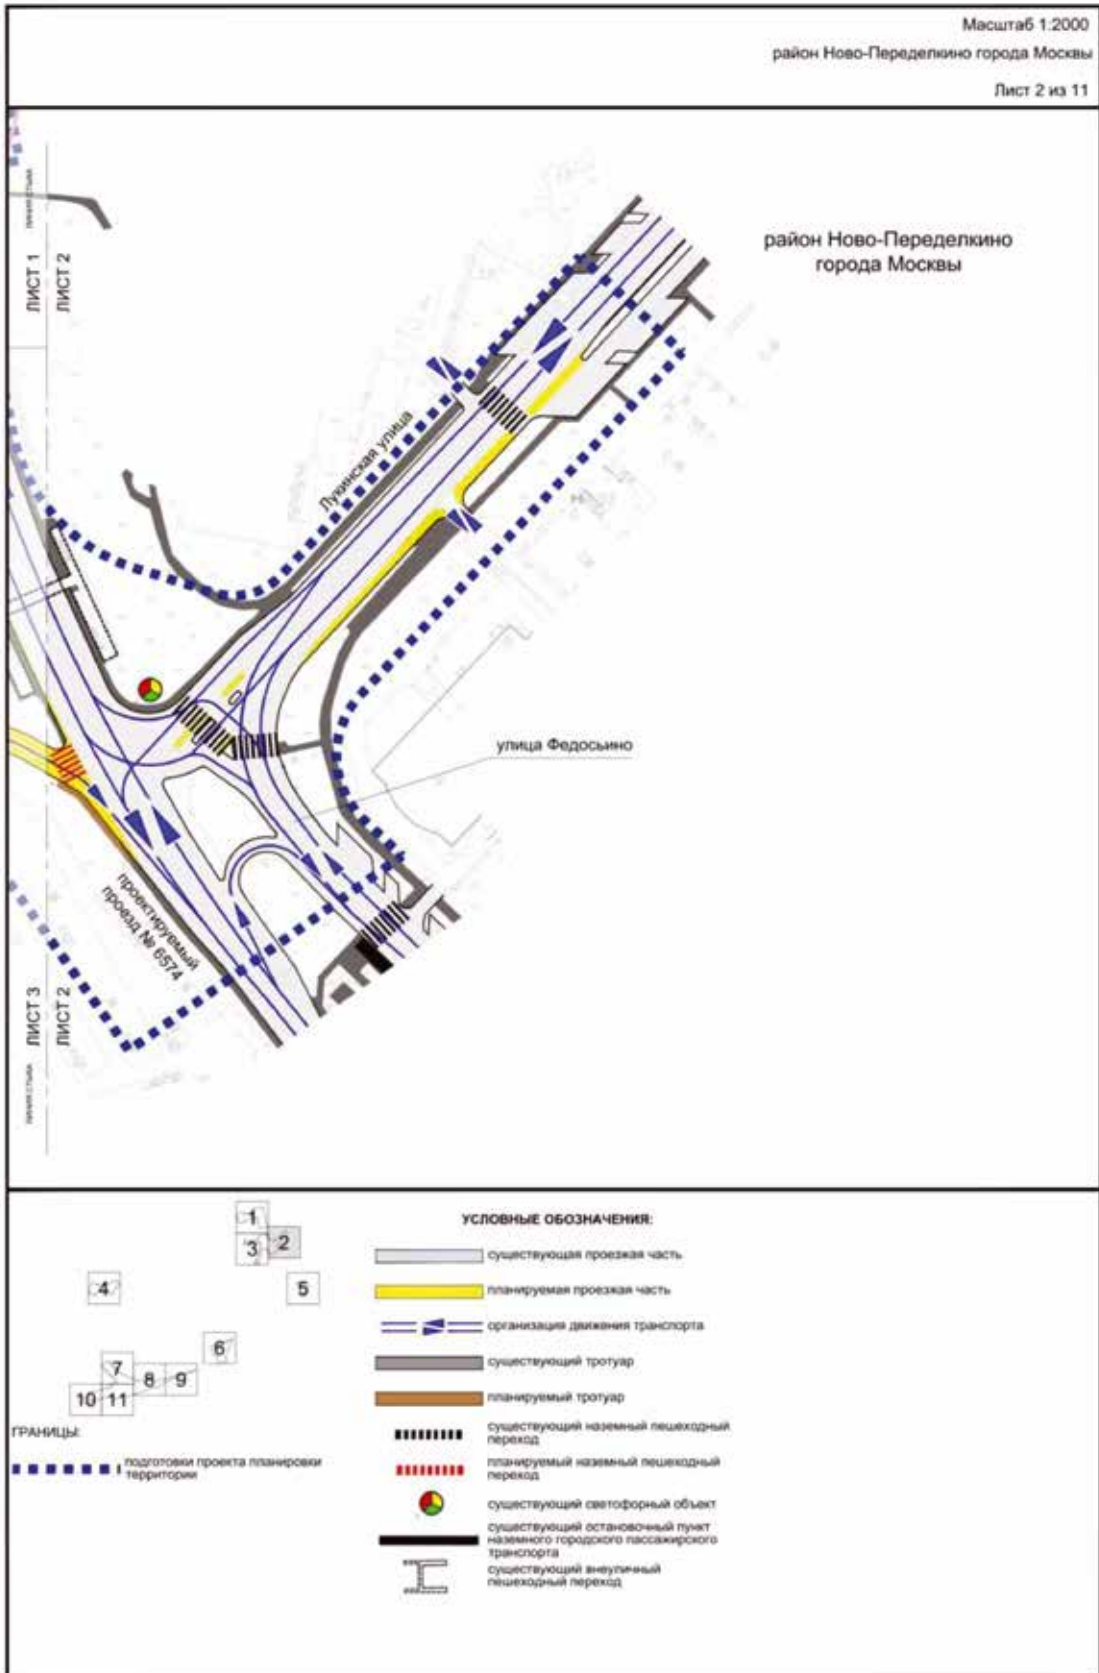 Масштаб 1:2000
район Ново-Переделкино города Москвы
Лист 2 из 11
линия стыка
ЛИСТ 1
ЛИСТ 2
район Ново-Переделкино
города Москвы
Лукинская улица
улица Федосьино
проектируемый
проезд № 6574
ЛИСТ 3
ЛИСТ 2
линия стыка
1
2
3
4
5
6
7
8
9
10
11
ГРАНИЦЫ:
подготовки проекта планировки
территории
УСЛОВНЫЕ ОБОЗНАЧЕНИЯ:
существующая проезжая часть
планируемая проезжая часть
организация движения транспорта
существующий тротуар
планируемый тротуар
существующий наземный пешеходный
переход
планируемый наземный пешеходный
переход
существующий светофорный объект
существующий остановочный пункт
наземного городского пассажирского
транспорта
существующий внеуличный
пешеходный переход